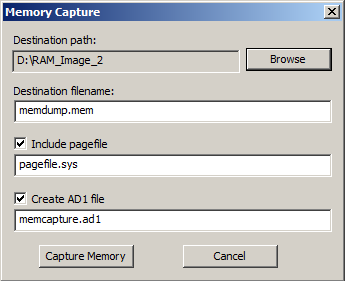 Memory Capture
Destination path:
D:\RAM_Image_2
Browse
Destination filename:
memdump.mem
Include pagefile
pagefile.sys
Create AD1 file
memcapture.ad1
Capture Memory
Cancel